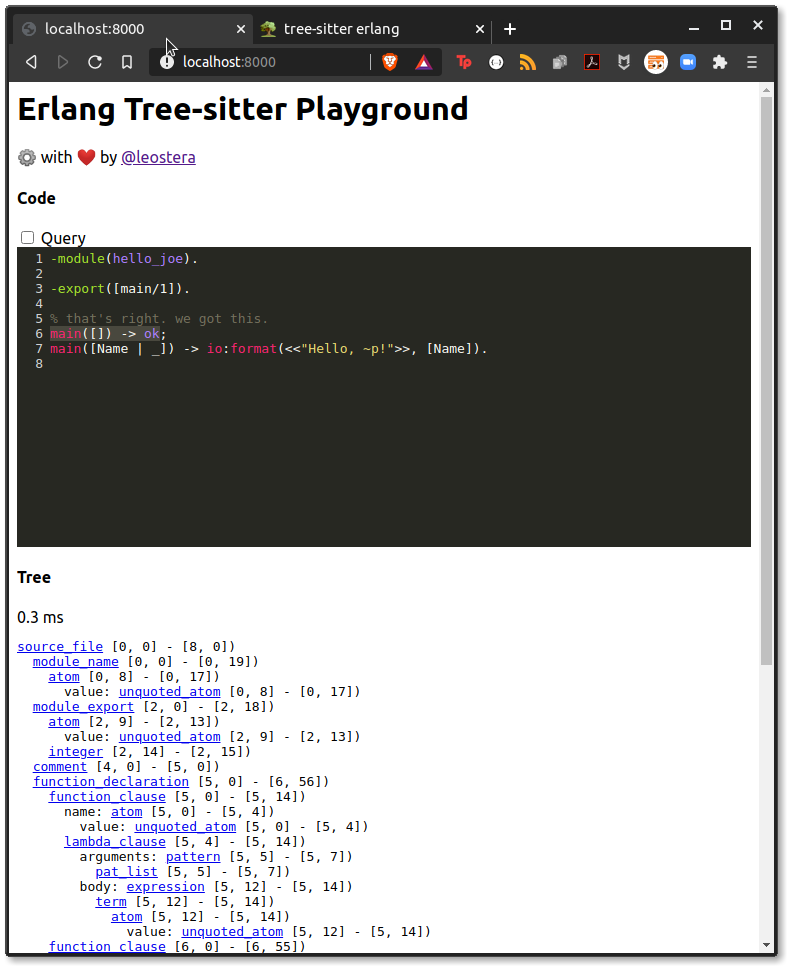 localhost:8000
tree-sitter erlang
localhost:8000
Tp
Erlang Tree-sitter Playground
⚙️ with ❤️ by @leostera
Code
Query
1 -module(hello_joe).
2
3 -export([main/1]).
4
5 % that's right. we got this.
6 main([]) -> ok;
7 main([Name | _]) -> io:format(<<"Hello, ~p!">>, [Name]).
8
Tree
0.3 ms
source_file [0, 0] - [8, 0])
module_name [0, 0] - [0, 19])
atom [0, 8] - [0, 17])
value: unquoted_atom [0, 8] - [0, 17])
module_export [2, 0] - [2, 18])
atom [2, 9] - [2, 13])
value: unquoted_atom [2, 9] - [2, 13])
integer [2, 14] - [2, 15])
comment [4, 0] - [5, 0])
function_declaration [5, 0] - [6, 56])
function_clause [5, 0] - [5, 14])
name: atom [5, 0] - [5, 4])
value: unquoted_atom [5, 0] - [5, 4])
lambda_clause [5, 4] - [5, 14])
arguments: pattern [5, 5] - [5, 7])
pat_list [5, 5] - [5, 7])
body: expression [5, 12] - [5, 14])
term [5, 12] - [5, 14])
atom [5, 12] - [5, 14])
value: unquoted_atom [5, 12] - [5, 14])
function_clause [6, 0] - [6, 55])